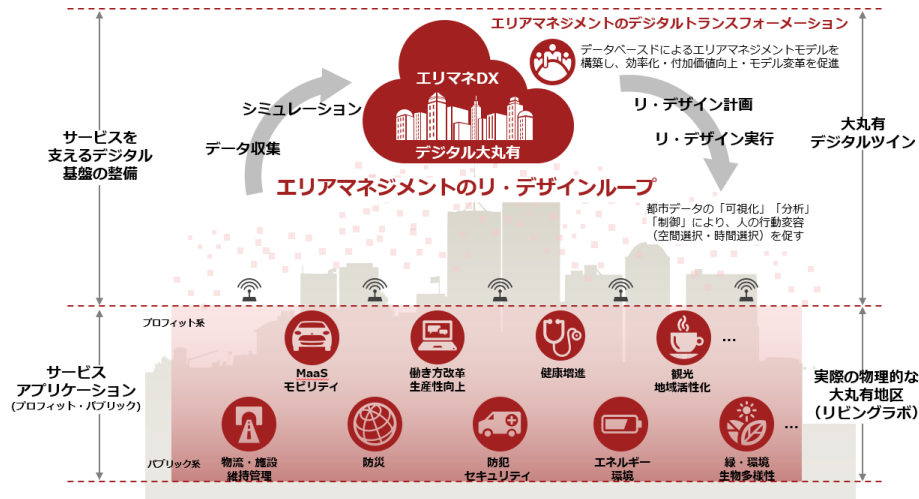 エリアマネジメントのデジタルトランスフォーメーション
データベースドによるエリアマネジメントモデルを
構築し、効率化・付加価値向上・モデル変革を促進
エリマネDX
デジタル大丸有
シミュレーション
データ収集
リ・デザイン計画
リ・デザイン実行
サービスを
支えるデジタル
基盤の整備
大丸有
デジタルツイン
エリアマネジメントのリ・デザインループ
都市データの「可視化」「分析」
「制御」により、人の行動変容
（空間選択・時間選択）を促す
プロフィット系
MaaS
モビリティ
働き方改革
生産性向上
健康増進
観光
地域活性化
…
サービス
アプリケーション
(プロフィット・パブリック)
実際の物理的な
大丸有地区
（リビングラボ）
パブリック系
物流・施設
維持管理
防災
防犯
セキュリティ
エネルギー
環境
緑・環境
生物多様性
…